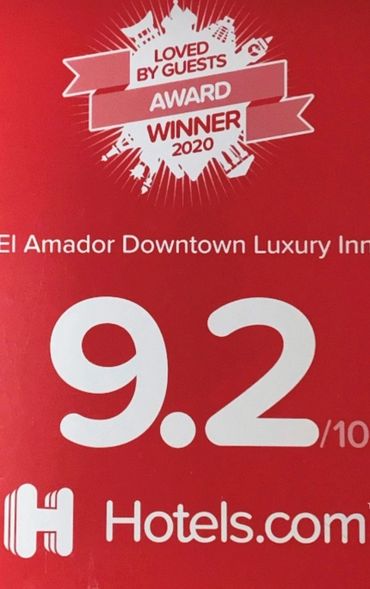 LOVED
BY GUESTS
AWARD
WINNER
2020
El Amador Downtown Luxury Inn
9.2/10
H Hotels.com